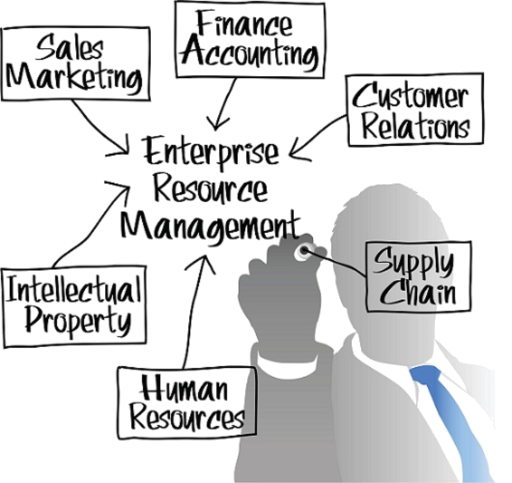 Finance
Accounting
Sales
Marketing
Customer
Relations
Enterprise
Resource
Management
Supply
Chain
Intellectual
Property
Human
Resources